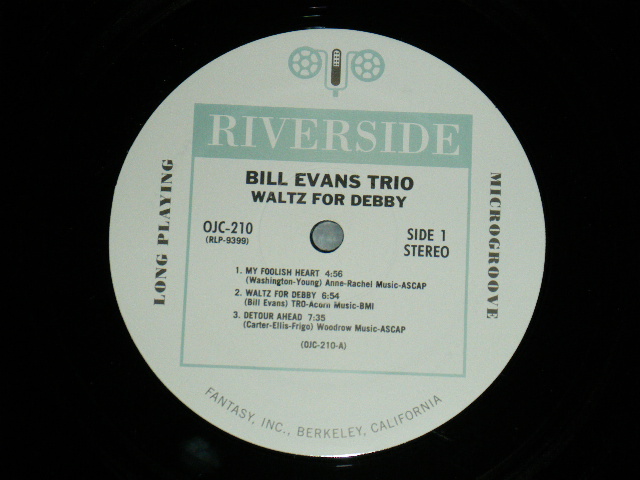 RIVERSIDE
BILL EVANS TRIO
WALTZ FOR DEBBY
OJC-210
(RLP-9399)
SIDE 1
STEREO
LONG PLAYING
MICROGROOVE
1. MY FOOLISH HEART 4:56
(Washington-Young) Anne-Rachel Music-ASCAP
2. WALTZ FOR DEBBY 6:54
(Bill Evans) TRO-Acorn Music-BMI
3. DETOUR AHEAD 7:35
(Carter-Ellis-Frigo) Woodrow Music-ASCAP
(OJC-210-A)
FANTASY, INC., BERKELEY, CALIFORNIA